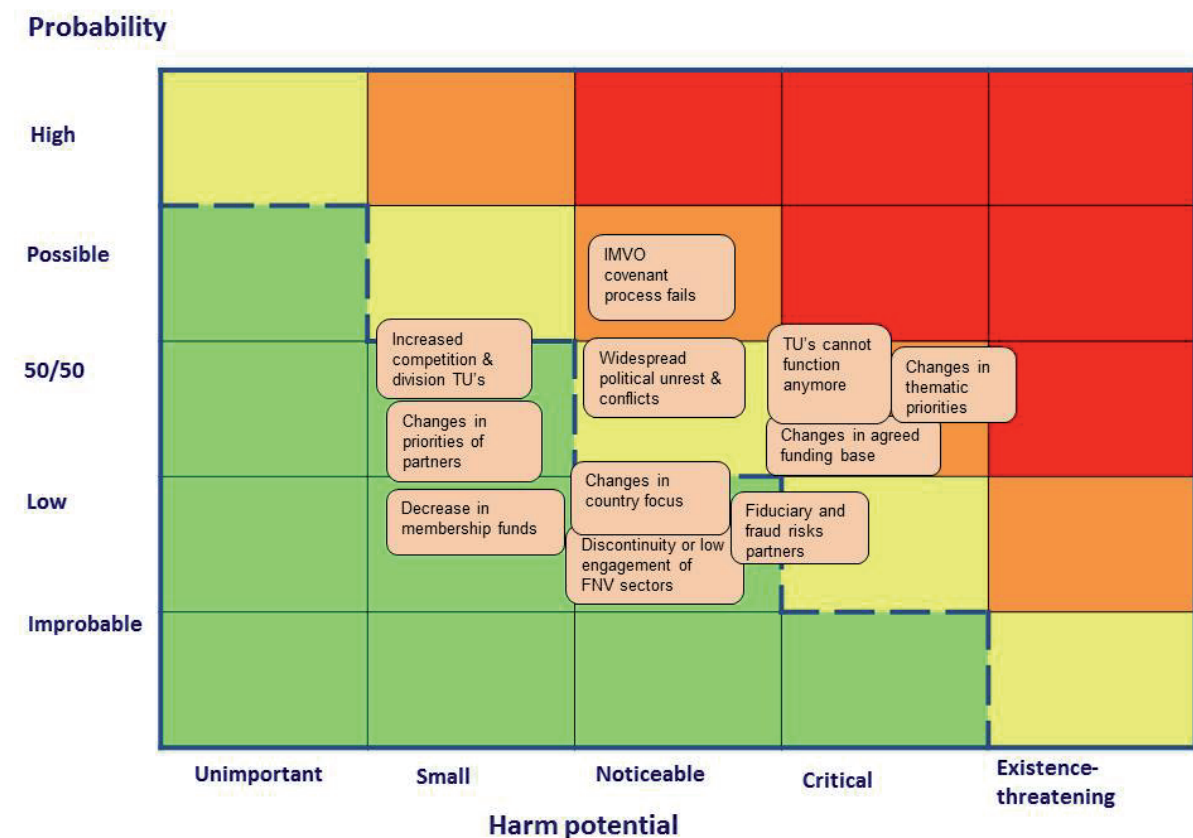 Probability
High
Possible
IMVO
covenant
process fails
50/50
Increased
competition &
division TU's
Widespread
political unrest &
conflicts
TU's cannot
function
anymore
Changes in
thematic
priorities
Changes in
priorities of
partners
Changes in agreed
funding base
Low
Decrease in
membership funds
Changes in
country focus
Fiduciary and
fraud risks
partners
Discontinuity or low
engagement of
FNV sectors
Improbable
Unimportant
Small
Noticeable
Critical
Existence-
threatening
Harm potential